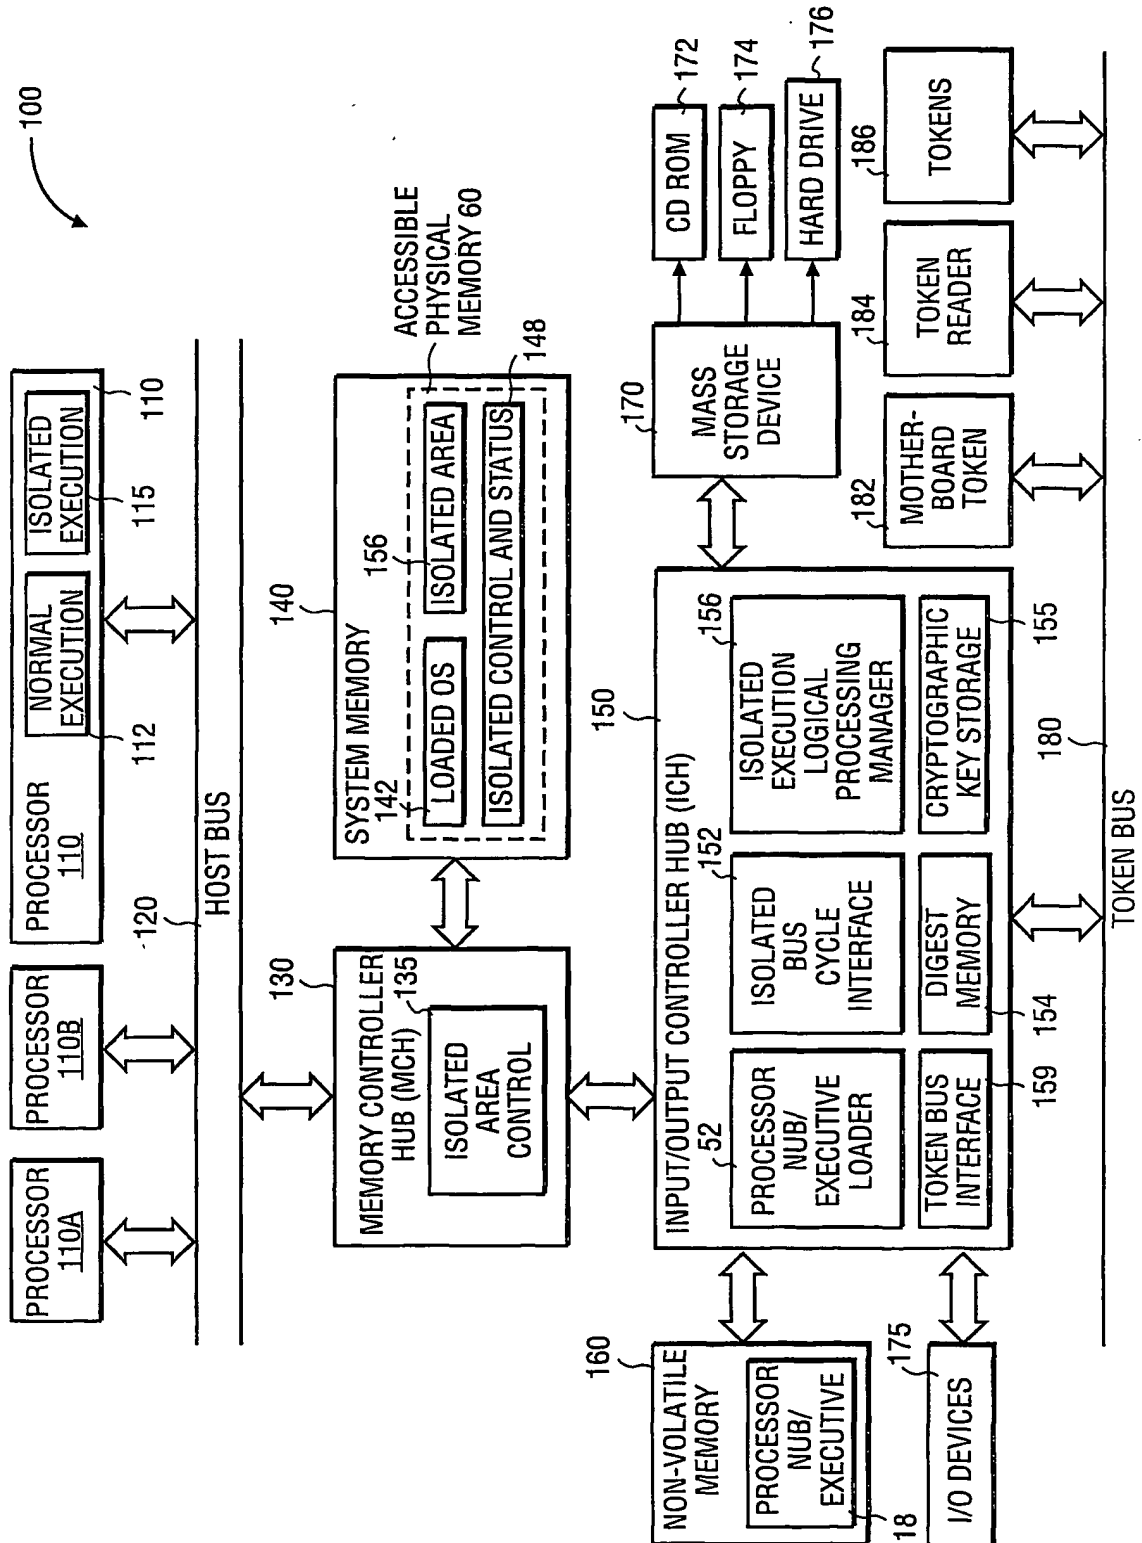 100
PROCESSOR
110A
PROCESSOR
110B
PROCESSOR
110
NORMAL
EXECUTION
112
ISOLATED
EXECUTION
115
110
120
HOST BUS
130
MEMORY CONTROLLER
HUB (MCH)
135
ISOLATED
AREA
CONTROL
140
SYSTEM MEMORY
142
LOADED OS
156
ISOLATED AREA
ISOLATED CONTROL AND STATUS
148
ACCESSIBLE
PHYSICAL
MEMORY 60
160
NON-VOLATILE
MEMORY
PROCESSOR
NUB/
EXECUTIVE
18
175
I/O DEVICES
150
INPUT/OUTPUT CONTROLLER HUB (ICH)
52
PROCESSOR
NUB/
EXECUTIVE
LOADER
152
ISOLATED
BUS
CYCLE
INTERFACE
156
ISOLATED
EXECUTION
LOGICAL
PROCESSING
MANAGER
TOKEN BUS
INTERFACE
159
DIGEST
MEMORY
154
CRYPTOGRAPHIC
KEY STORAGE
155
170
MASS
STORAGE
DEVICE
CD ROM
172
FLOPPY
174
HARD DRIVE
176
182
MOTHER-
BOARD
TOKEN
184
TOKEN
READER
186
TOKENS
180
TOKEN BUS